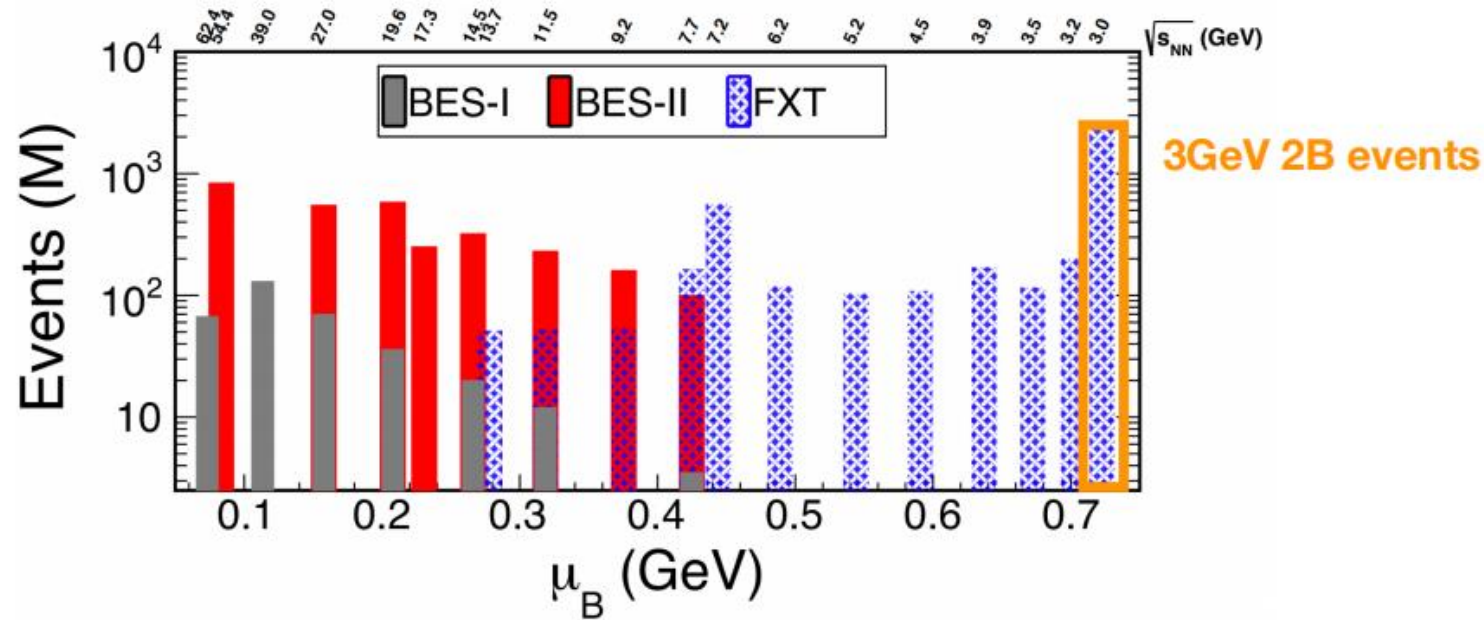 62.4 54.4 39.0 27.0 19.6 17.3 14.5 13.7 11.5 9.2 7.7 7.2 6.2 5.2 4.5 3.9 3.5 3.2 3.0 √s_NN (GeV)
10⁴
BES-I BES-II FXT
3GeV 2B events
10³
10²
10
Events (M)
0.1 0.2 0.3 0.4 0.5 0.6 0.7
μ_B (GeV)